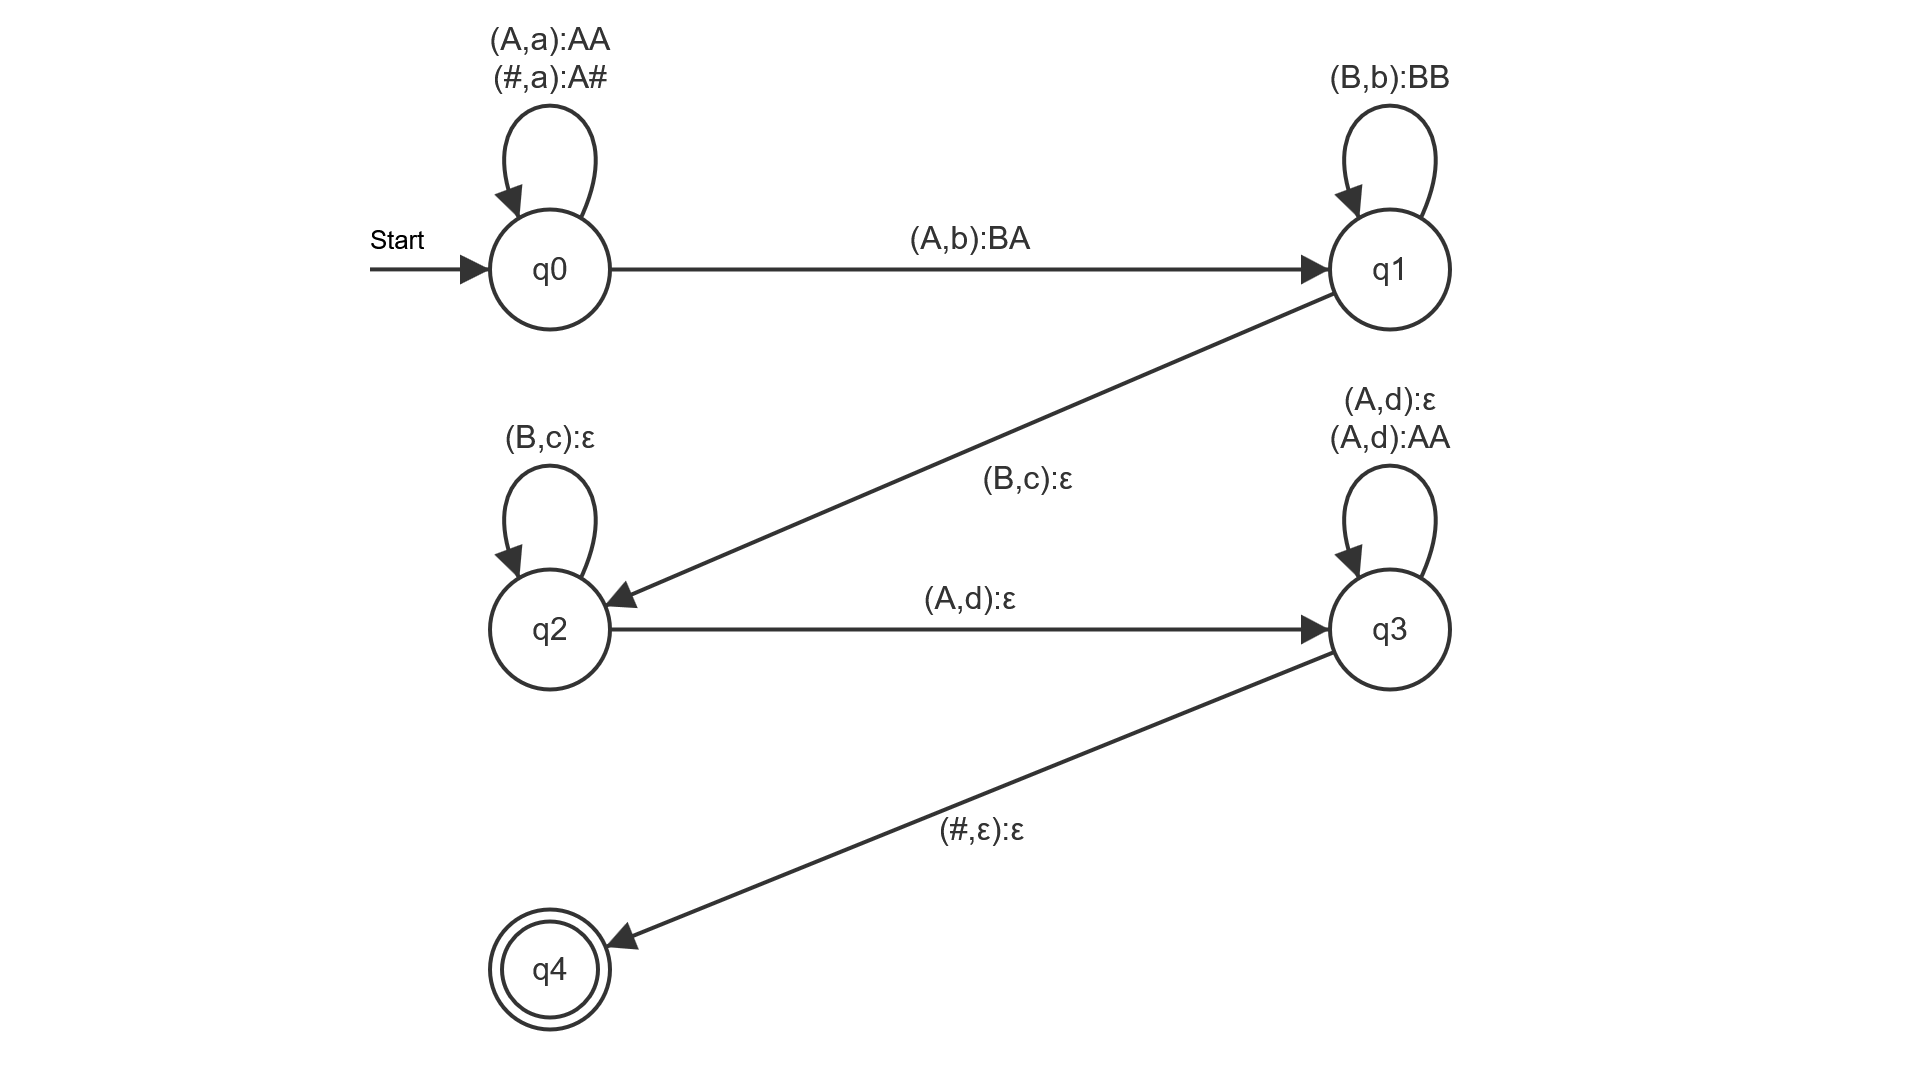 (A,a):AA
(#,a):A#
(B,b):BB
Start
q0
(A,b):BA
q1
(B,c):ε
(A,d):ε
(A,d):AA
(B,c):ε
q2
(A,d):ε
q3
(#,ε):ε
q4